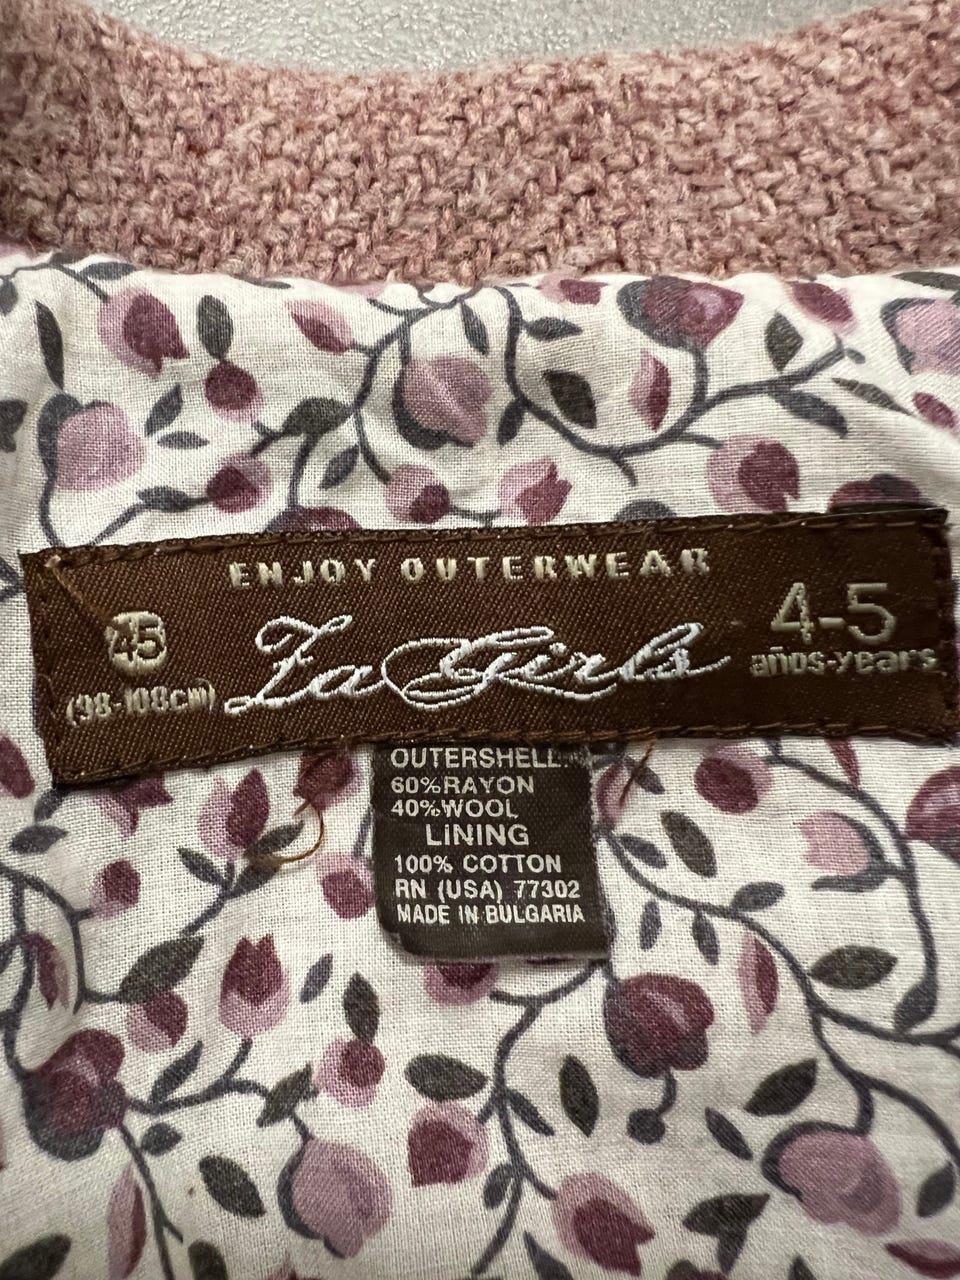 ENJOY OUTERWEAR
45
(98-108cm)
Za Girls
4-5
años-years
OUTERSHELL
60%RAYON
40%WOOL
LINING
100% COTTON
RN (USA) 77302
MADE IN BULGARIA